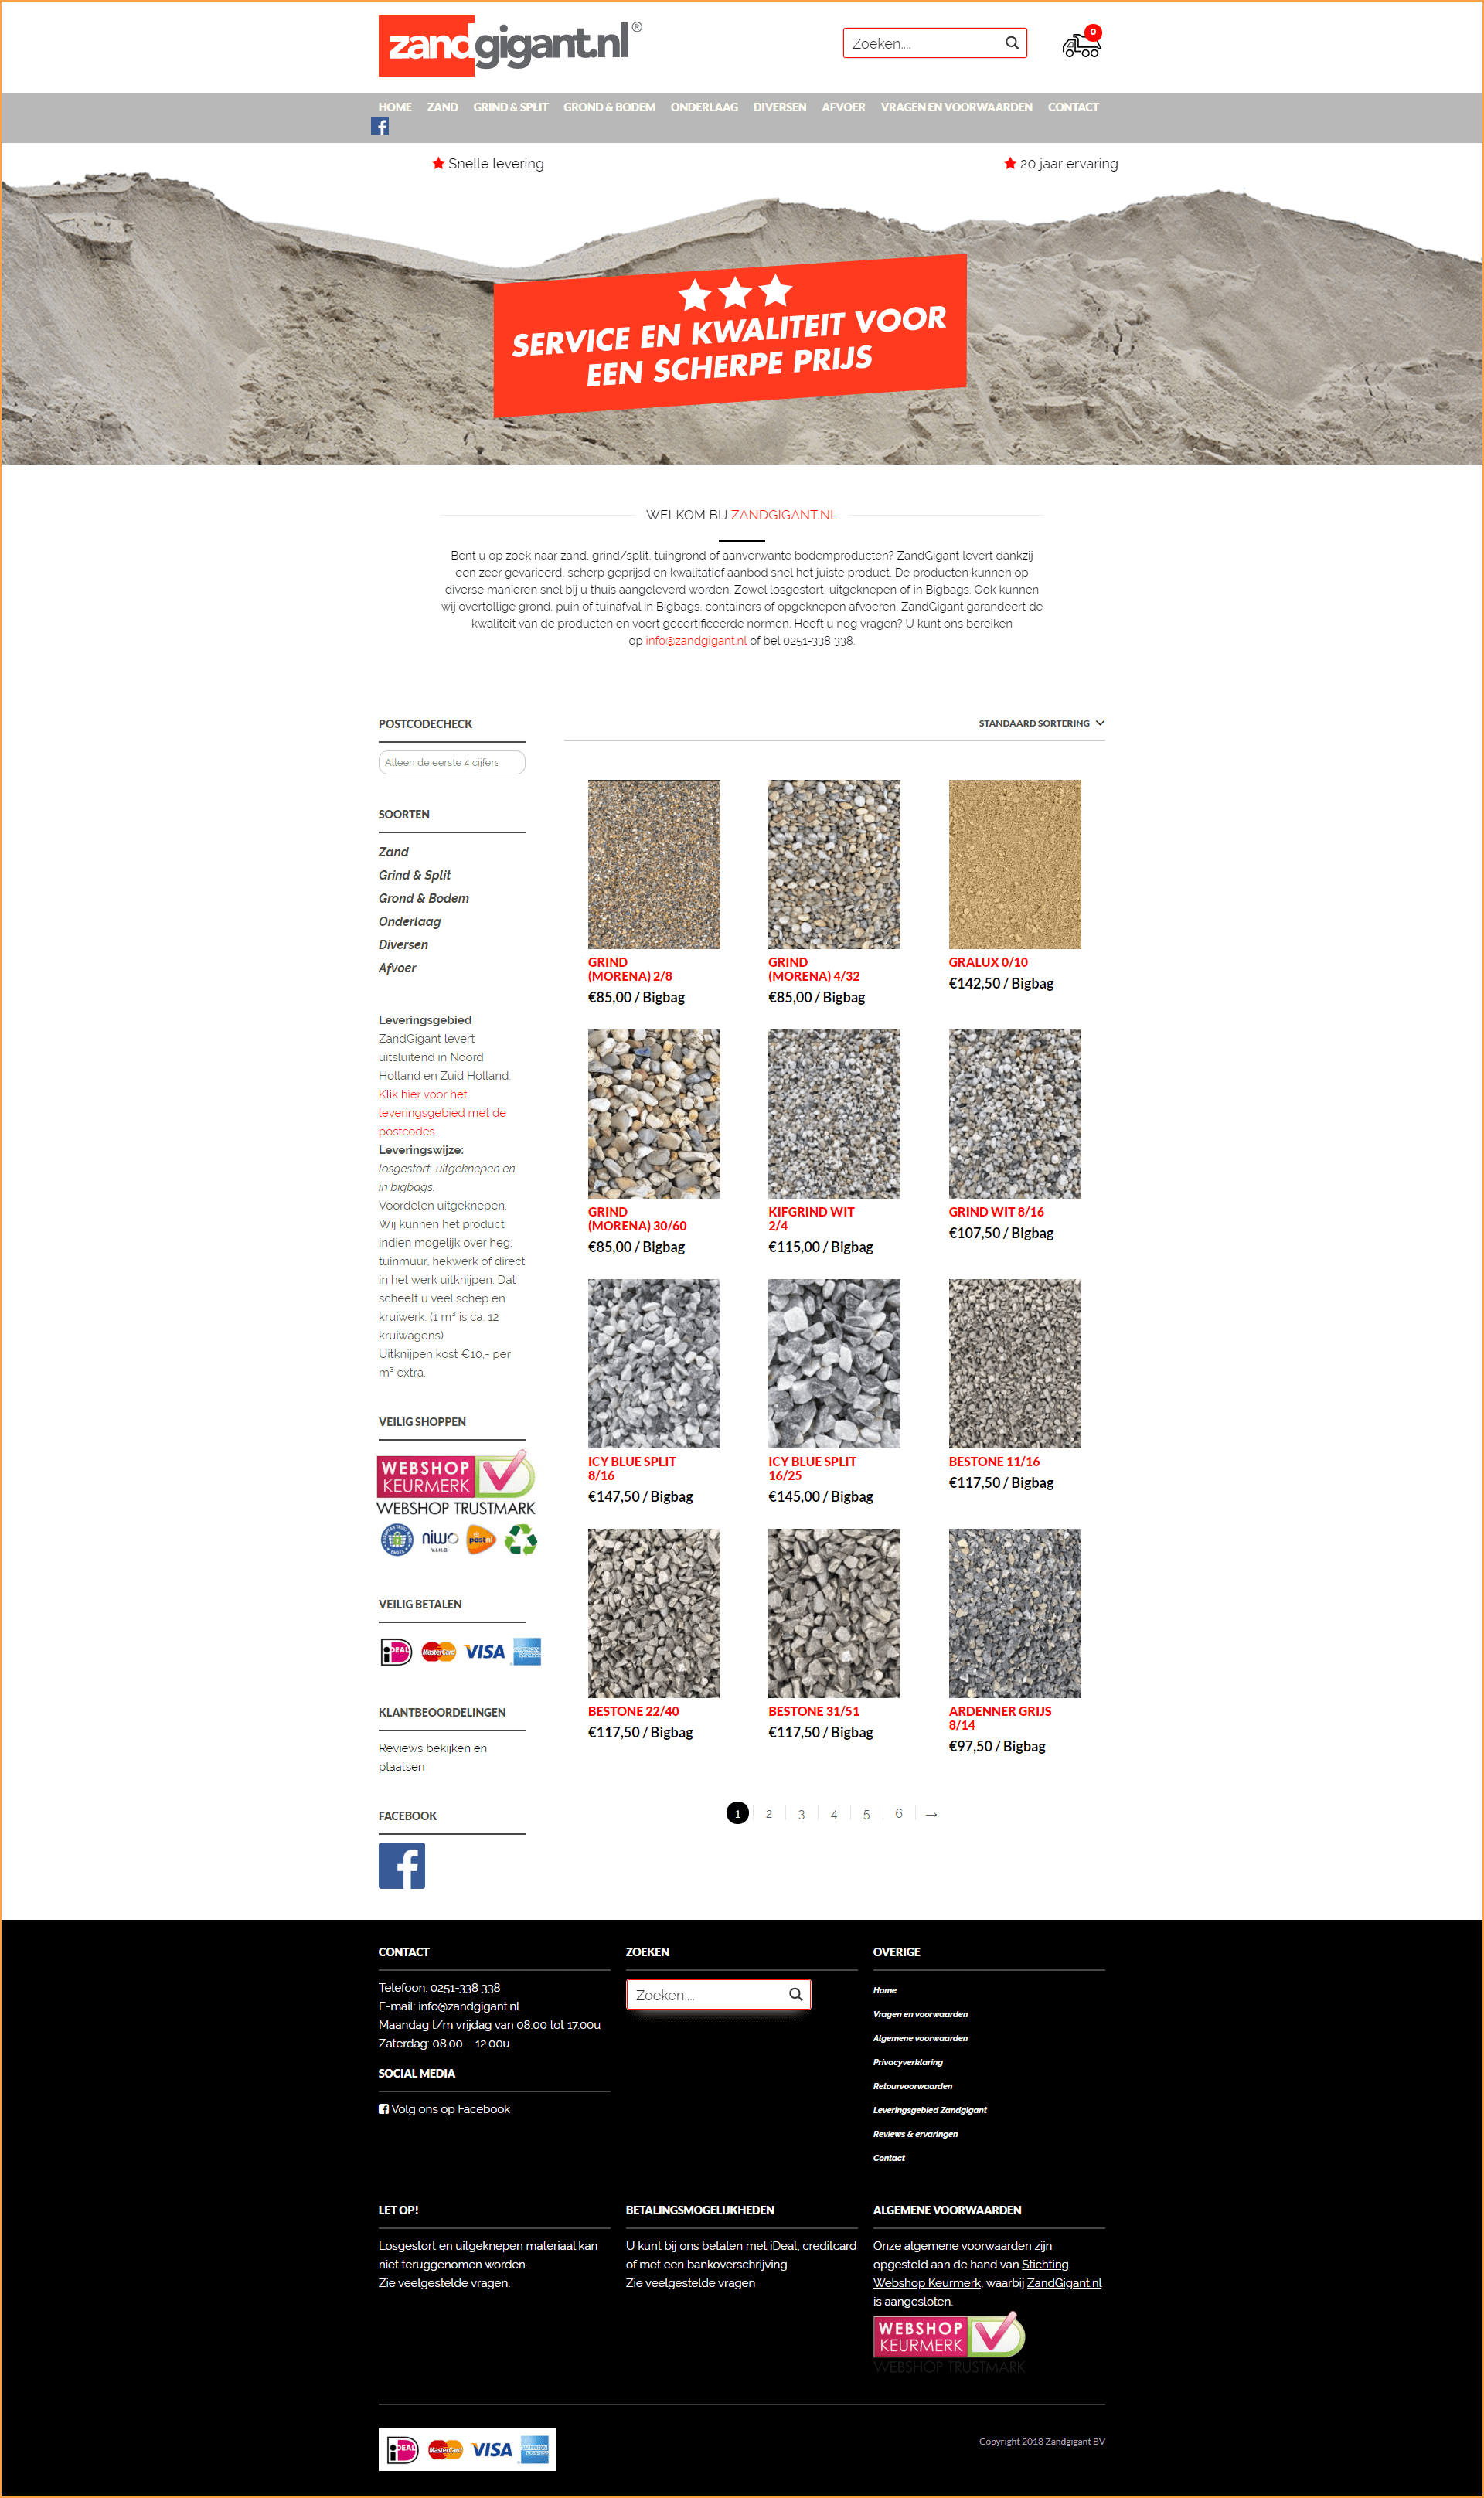 zandgigant.nl®
Zoeken....
0
HOME ZAND GRIND & SPLIT GROND & BODEM ONDERLAAG DIVERSEN AFVOER VRAGEN EN VOORWAARDEN CONTACT
Snelle levering
20 jaar ervaring
SERVICE EN KWALITEIT VOOR
EEN SCHERPE PRIJS
WELKOM BIJ ZANDGIGANT.NL
Bent u op zoek naar zand, grind/split, tuingrond of aanverwante bodemproducten? ZandGigant levert dankzij
een zeer gevarieerd, scherp geprijsd en kwalitatief aanbod snel het juiste product. De producten kunnen op
diverse manieren snel bij u thuis aangeleverd worden. Zowel losgestort, uitgeknepen of in Bigbags. Ook kunnen
wij overtollige grond, puin of tuinafval in Bigbags, containers of opgeknepen afvoeren. ZandGigant garandeert de
kwaliteit van de producten en voert gecertificeerde normen. Heeft u nog vragen? U kunt ons bereiken
op info@zandgigant.nl of bel 0251-338 338.
POSTCODECHECK
Alleen de eerste 4 cijfers
SOORTEN
Zand
Grind & Split
Grond & Bodem
Onderlaag
Diversen
Afvoer
Leveringsgebied
ZandGigant levert
uitsluitend in Noord
Holland en Zuid Holland.
Klik hier voor het
leveringsgebied met de
postcodes.
Leveringswijze:
losgestort, uitgeknepen en
in bigbags.
Voordelen uitgeknepen.
Wij kunnen het product
indien mogelijk over heg,
tuinmuur, hekwerk of direct
in het werk uitknijpen. Dat
scheelt u veel schep en
kruiwerk. (1 m³ is ca. 12
kruiwagens)
Uitknijpen kost €10,- per
m³ extra.
VEILIG SHOPPEN
WEBSHOP
KEURMERK
WEBSHOP TRUSTMARK
niwo
V.I.H.B.
postnl
VEILIG BETALEN
iDEAL MasterCard VISA
KLANTBEOORDELINGEN
Reviews bekijken en
plaatsen
FACEBOOK
STANDAARD SORTERING
GRIND
(MORENA) 2/8
€85,00 / Bigbag
GRIND
(MORENA) 4/32
€85,00 / Bigbag
GRALUX 0/10
€142,50 / Bigbag
GRIND
(MORENA) 30/60
€85,00 / Bigbag
KIFGRIND WIT
2/4
€115,00 / Bigbag
GRIND WIT 8/16
€107,50 / Bigbag
ICY BLUE SPLIT
8/16
€147,50 / Bigbag
ICY BLUE SPLIT
16/25
€145,00 / Bigbag
BESTONE 11/16
€117,50 / Bigbag
BESTONE 22/40
€117,50 / Bigbag
BESTONE 31/51
€117,50 / Bigbag
ARDENNER GRIJS
8/14
€97,50 / Bigbag
1 2 3 4 5 6 →
CONTACT
Telefoon: 0251-338 338
E-mail: info@zandgigant.nl
Maandag t/m vrijdag van 08.00 tot 17.00u
Zaterdag: 08.00 – 12.00u
SOCIAL MEDIA
Volg ons op Facebook
ZOEKEN
Zoeken....
OVERIGE
Home
Vragen en voorwaarden
Algemene voorwaarden
Privacyverklaring
Retourvoorwaarden
Leveringsgebied Zandgigant
Reviews & ervaringen
Contact
LET OP!
Losgestort en uitgeknepen materiaal kan
niet teruggenomen worden.
Zie veelgestelde vragen.
BETALINGSMOGELIJKHEDEN
U kunt bij ons betalen met iDeal, creditcard
of met een bankoverschrijving.
Zie veelgestelde vragen
ALGEMENE VOORWAARDEN
Onze algemene voorwaarden zijn
opgesteld aan de hand van Stichting
Webshop Keurmerk, waarbij ZandGigant.nl
is aangesloten.
WEBSHOP
KEURMERK
WEBSHOP TRUSTMARK
iDEAL MasterCard VISA
Copyright 2018 Zandgigant BV